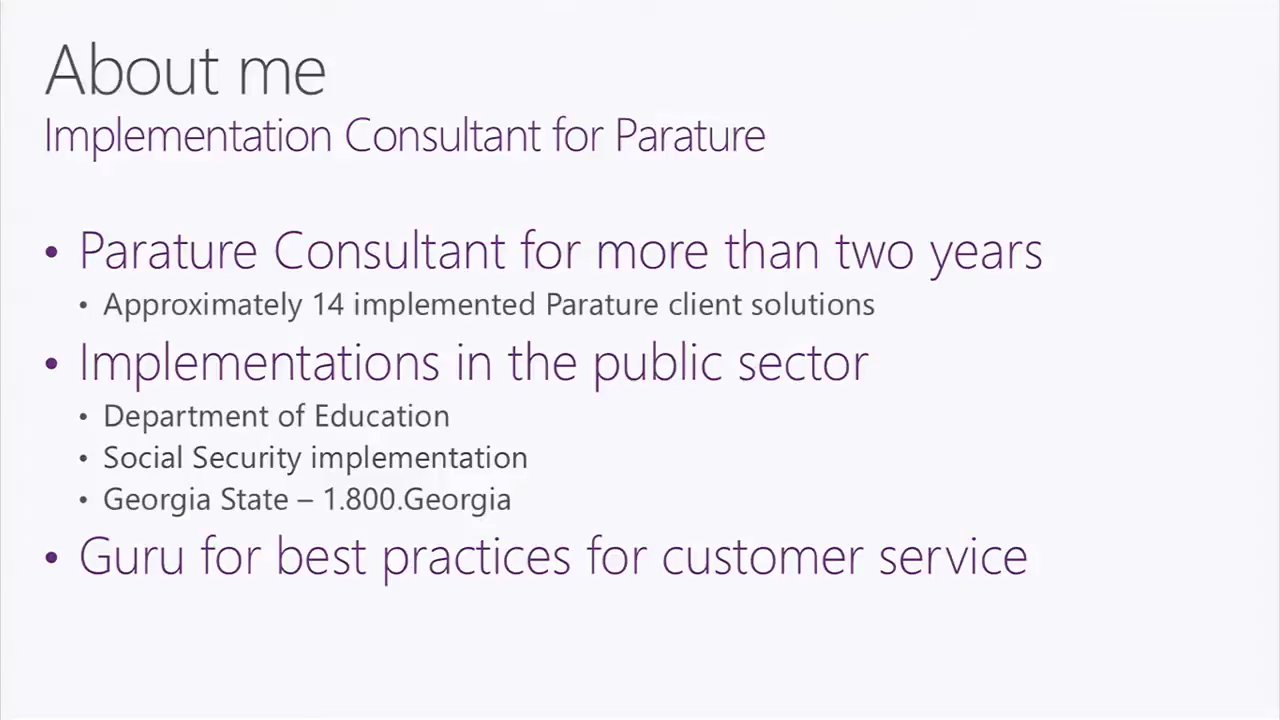 About me
Implementation Consultant for Parature
• Parature Consultant for more than two years
• Approximately 14 implemented Parature client solutions
• Implementations in the public sector
• Department of Education
• Social Security implementation
• Georgia State – 1.800.Georgia
• Guru for best practices for customer service